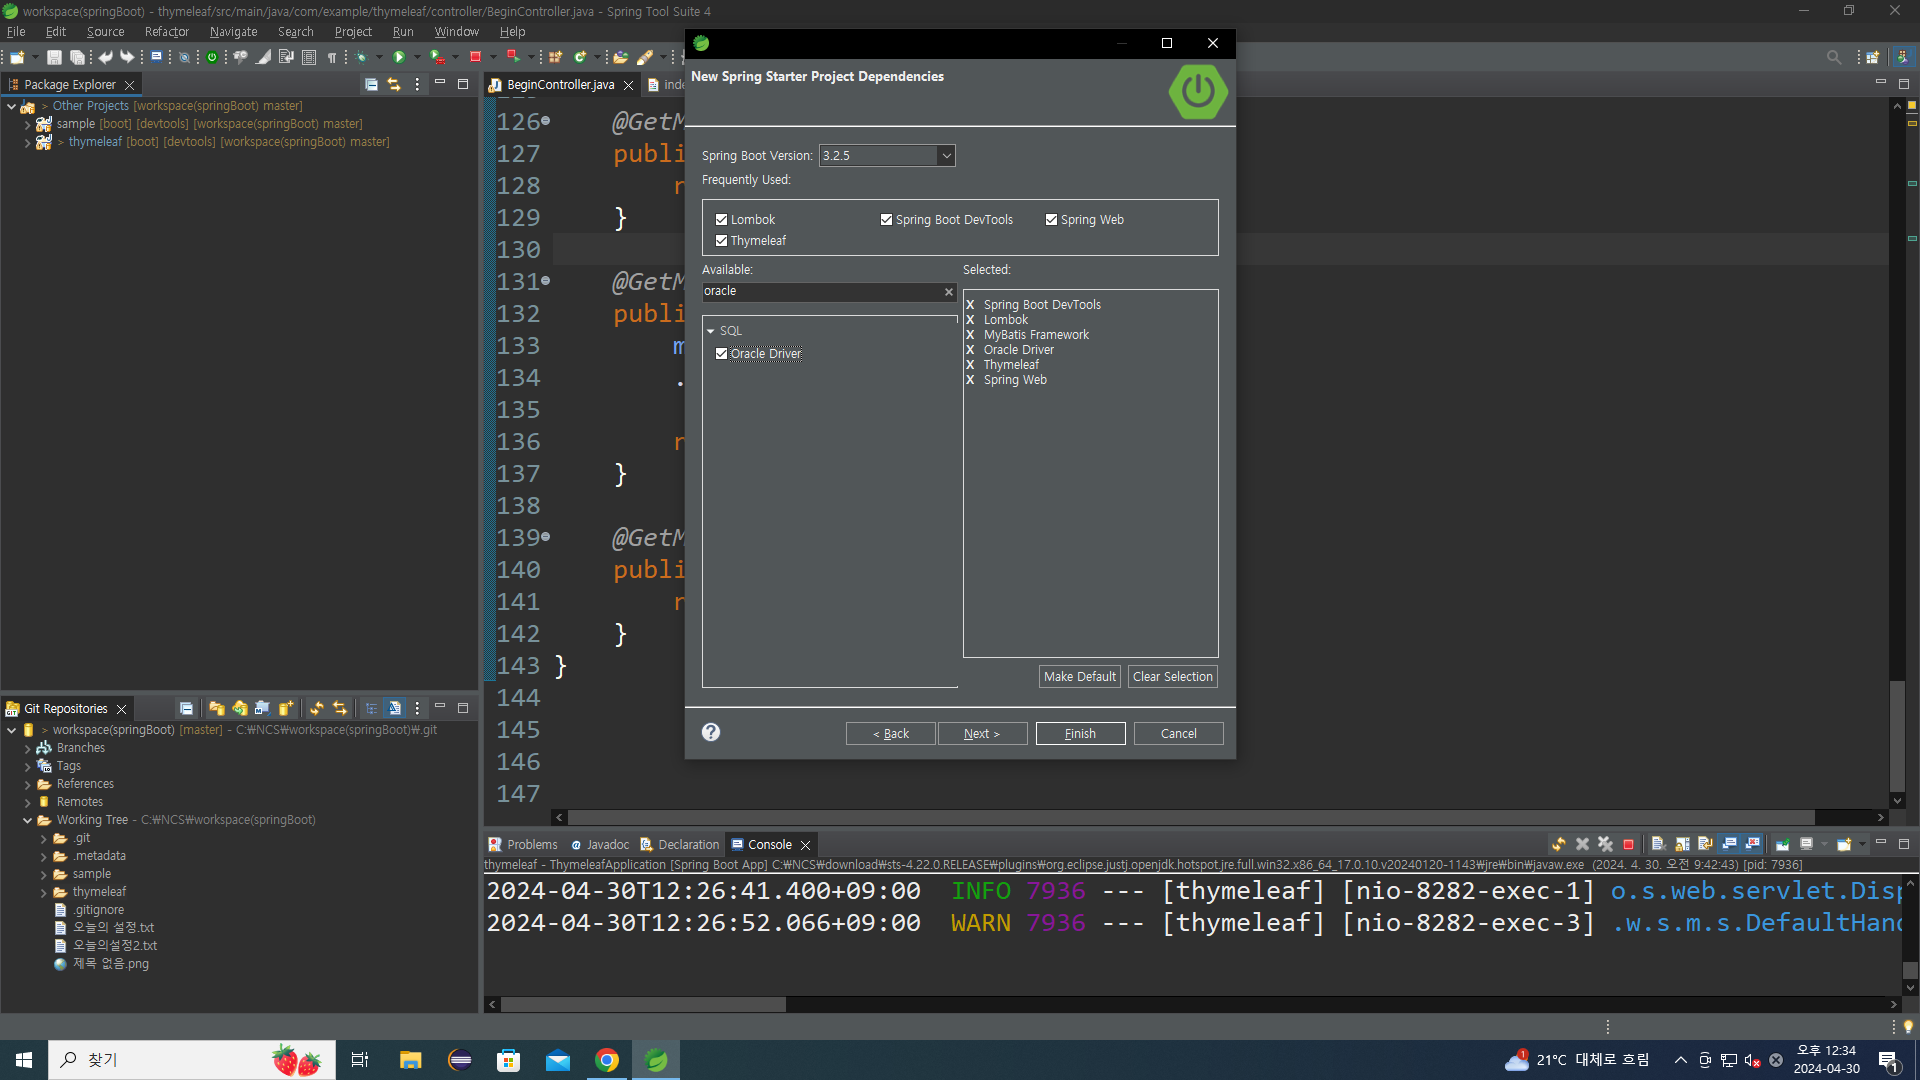 workspace(springBoot) - thymeleaf/src/main/java/com/example/thymeleaf/controller/BeginController.java - Spring Tool Suite 4
File Edit Source Refactor Navigate Search Project Run Window Help
Package Explorer
> Other Projects [workspace(springBoot) master]
sample [boot] [devtools] [workspace(springBoot) master]
> thymeleaf [boot] [devtools] [workspace(springBoot) master]
Git Repositories
> workspace(springBoot) [master] - C:₩NCS₩workspace(springBoot)₩.git
Branches
Tags
References
Remotes
Working Tree - C:₩NCS₩workspace(springBoot)
.git
.metadata
sample
thymeleaf
.gitignore
오늘의 설정.txt
오늘의설정2.txt
제목 없음.png
BeginController.java
inde
126 @GetM
127 publi
128 r
129 }
130
131 @GetM
132 publi
133 m
134 .
135
136 r
137 }
138
139 @GetM
140 publi
141 r
142 }
143 }
144
145
146
147
New Spring Starter Project Dependencies
Spring Boot Version: 3.2.5
Frequently Used:
Lombok Spring Boot DevTools Spring Web
Thymeleaf
Available:
oracle
SQL
Oracle Driver
Selected:
X Spring Boot DevTools
X Lombok
X MyBatis Framework
X Oracle Driver
X Thymeleaf
X Spring Web
Make Default Clear Selection
< Back Next > Finish Cancel
Problems Javadoc Declaration Console
thymeleaf - ThymeleafApplication [Spring Boot App] C:₩NCS₩download₩sts-4.22.0.RELEASE₩plugins₩org.eclipse.justj.openjdk.hotspot.jre.full.win32.x86_64_17.0.10.v20240120-1143₩jre₩bin₩javaw.exe (2024. 4. 30. 오전 9:42:43) [pid: 7936]
2024-04-30T12:26:41.400+09:00 INFO 7936 --- [thymeleaf] [nio-8282-exec-1] o.s.web.servlet.Disp
2024-04-30T12:26:52.066+09:00 WARN 7936 --- [thymeleaf] [nio-8282-exec-3] .w.s.m.s.DefaultHand
찾기
1
21°C 대체로 흐림
오후 12:34
2024-04-30
1